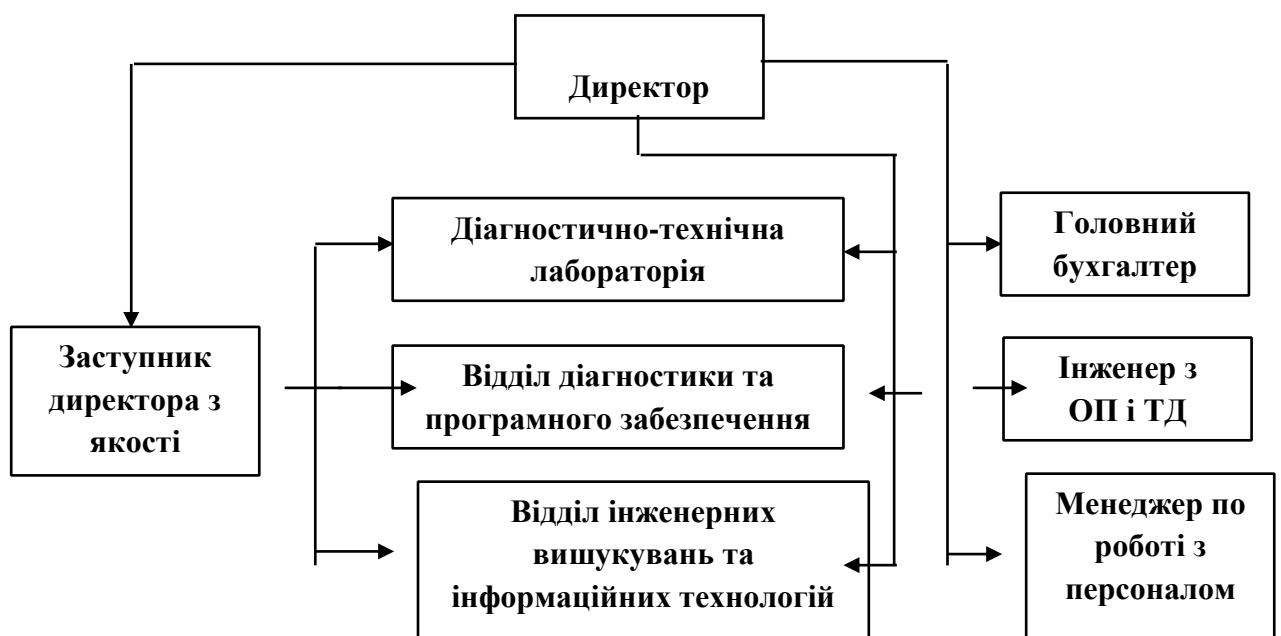 Директор
Діагностично-технічна
лабораторія
Головний
бухгалтер
Заступник
директора з
якості
Відділ діагностики та
програмного забезпечення
Інженер з
ОП і ТД
Відділ інженерних
вишукувань та
інформаційних технологій
Менеджер по
роботі з
персоналом